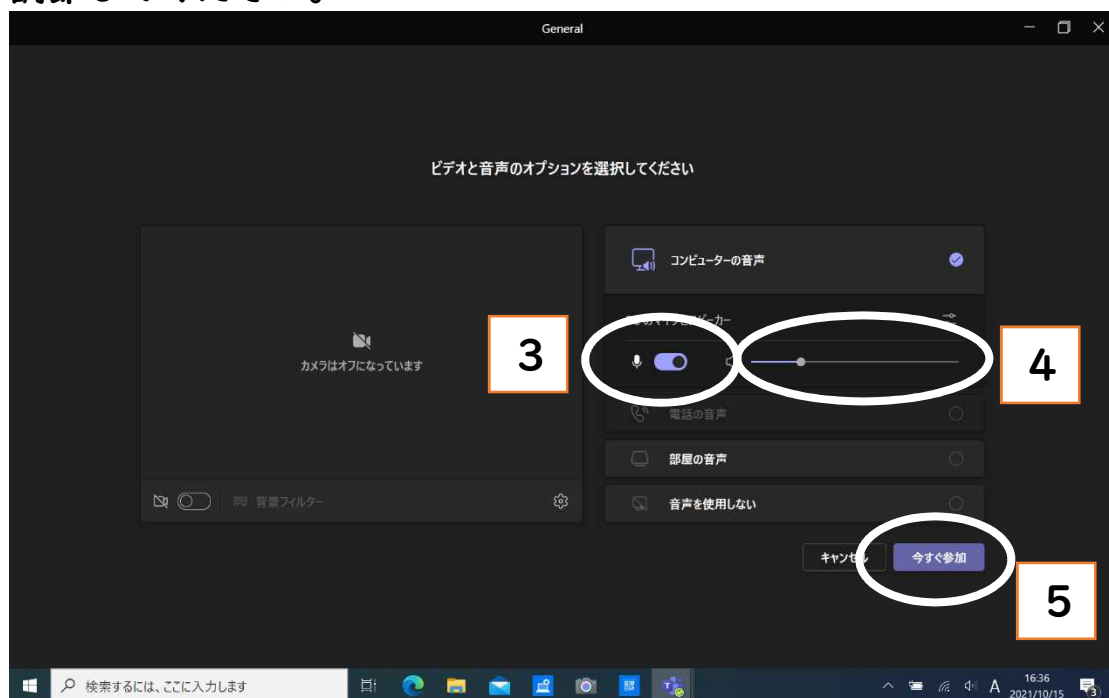 General
ビデオと音声のオプションを選択してください
コンピューターの音声
カメラはオフになっています
3
4
電話の音声
部屋の音声
背景フィルター
音声を使用しない
キャンセル
今すぐ参加
5
検索するには、ここに入力します
A
16:36
2021/10/15
3